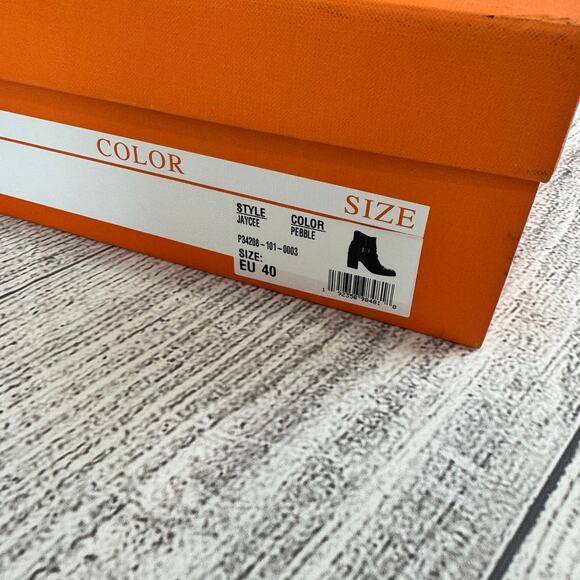 COLOR
SIZE
STYLE COLOR
JAYCEE PEBBLE
P34208-101-0003
SIZE:
EU 40